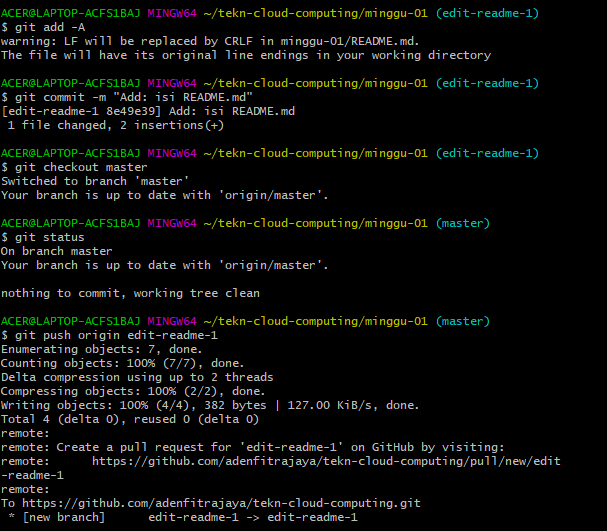 ACER@LAPTOP-ACFS1BAJ MINGW64 ~/tekn-cloud-computing/minggu-01 (edit-readme-1)
$ git add -A
warning: LF will be replaced by CRLF in minggu-01/README.md.
The file will have its original line endings in your working directory

ACER@LAPTOP-ACFS1BAJ MINGW64 ~/tekn-cloud-computing/minggu-01 (edit-readme-1)
$ git commit -m "Add: isi README.md"
[edit-readme-1 8e49e39] Add: isi README.md
 1 file changed, 2 insertions(+)

ACER@LAPTOP-ACFS1BAJ MINGW64 ~/tekn-cloud-computing/minggu-01 (edit-readme-1)
$ git checkout master
Switched to branch 'master'
Your branch is up to date with 'origin/master'.

ACER@LAPTOP-ACFS1BAJ MINGW64 ~/tekn-cloud-computing/minggu-01 (master)
$ git status
On branch master
Your branch is up to date with 'origin/master'.

nothing to commit, working tree clean

ACER@LAPTOP-ACFS1BAJ MINGW64 ~/tekn-cloud-computing/minggu-01 (master)
$ git push origin edit-readme-1
Enumerating objects: 7, done.
Counting objects: 100% (7/7), done.
Delta compression using up to 2 threads
Compressing objects: 100% (2/2), done.
Writing objects: 100% (4/4), 382 bytes | 127.00 KiB/s, done.
Total 4 (delta 0), reused 0 (delta 0)
remote:
remote: Create a pull request for 'edit-readme-1' on GitHub by visiting:
remote:      https://github.com/adenfitrajaya/tekn-cloud-computing/pull/new/edit
-readme-1
remote:
To https://github.com/adenfitrajaya/tekn-cloud-computing.git
 * [new branch]      edit-readme-1 -> edit-readme-1